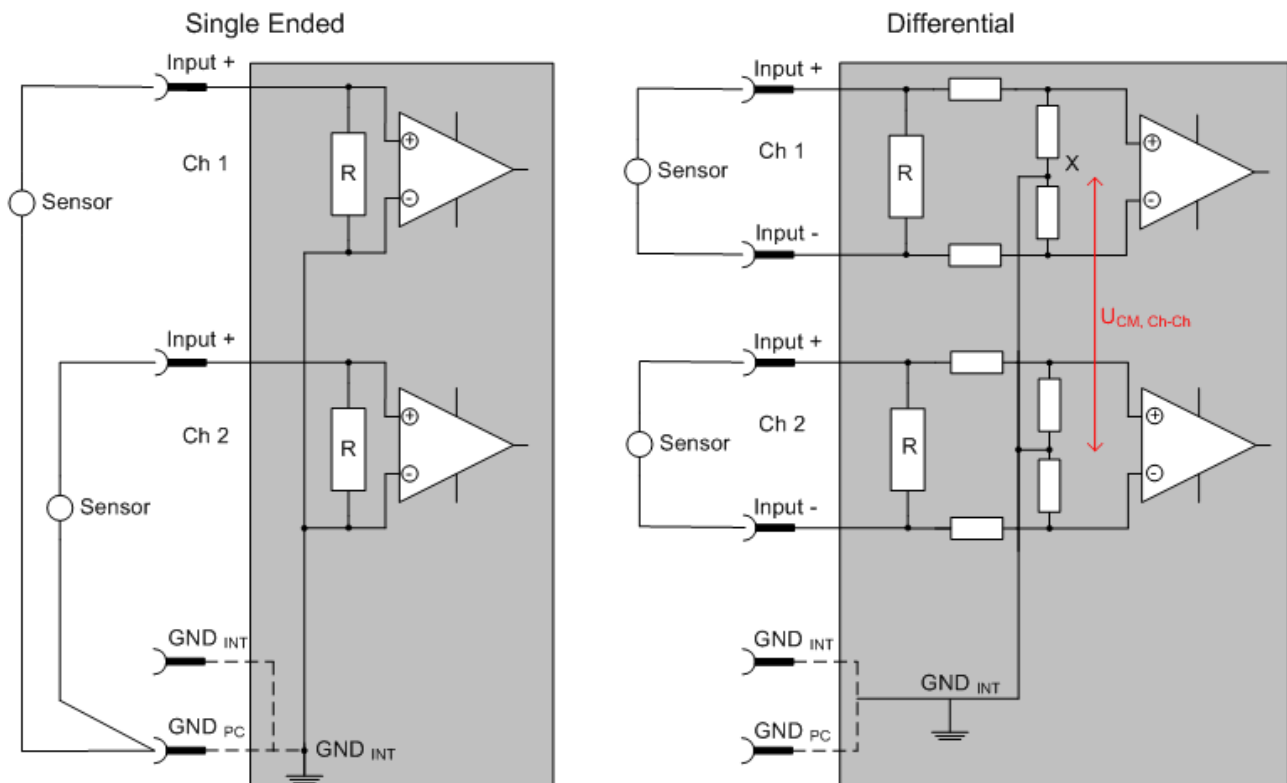 Single Ended
Input +
Ch 1
R
+
-
Sensor
Input +
Ch 2
R
+
-
Sensor
GND INT
GND PC
GND INT
Differential
Input +
Ch 1
Sensor
R
X
+
-
Input -
U CM, Ch-Ch
Input +
Ch 2
Sensor
R
+
-
Input -
GND INT
GND INT
GND PC